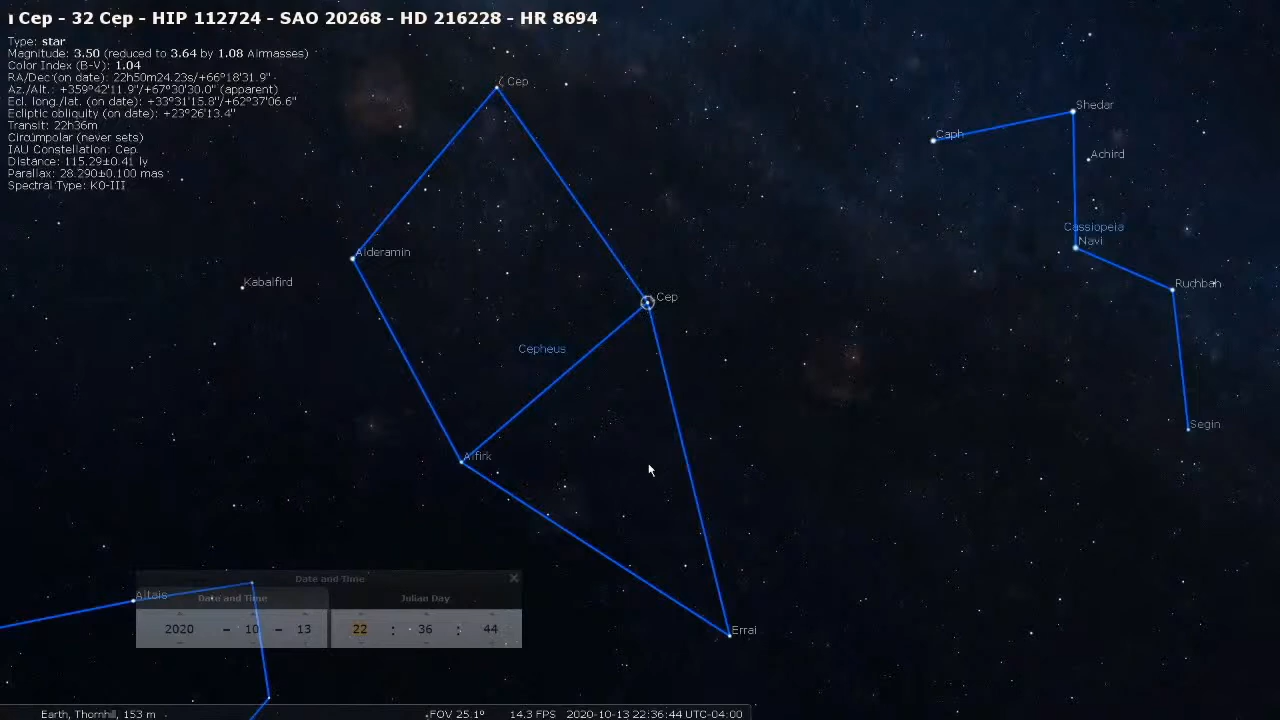 ι Cep - 32 Cep - HIP 112724 - SAO 20268 - HD 216228 - HR 8694
Type: star
Magnitude: 3.50 (reduced to 3.64 by 1.08 Airmasses)
Color Index (B-V): 1.04
RA/Dec (on date): 22h50m24.23s/+66°18'31.9"
Az./Alt.: +359°42'11.9"/+67°30'30.0" (apparent)
Ecl. long./lat. (on date): +33°31'15.8"/+62°37'06.6"
Ecliptic obliquity (on date): +23°26'13.4"
Transit: 22h36m
Circumpolar (never sets)
IAU Constellation: Cep
Distance: 115.29±0.41 ly
Parallax: 28.290±0.100 mas
Spectral Type: K0-III
ζ Cep
Shedar
Caph
Achird
Cassiopeia
Navi
Alderamin
Kabalfird
Ruchbah
Cep
Cepheus
Segin
Alfirk
Altais
Errai
Date and Time
Date and Time
Julian Day
2020 - 10 - 13
22 : 36 : 44
Earth, Thornhill, 153 m
FOV 25.1°
14.3 FPS
2020-10-13 22:36:44 UTC-04:00